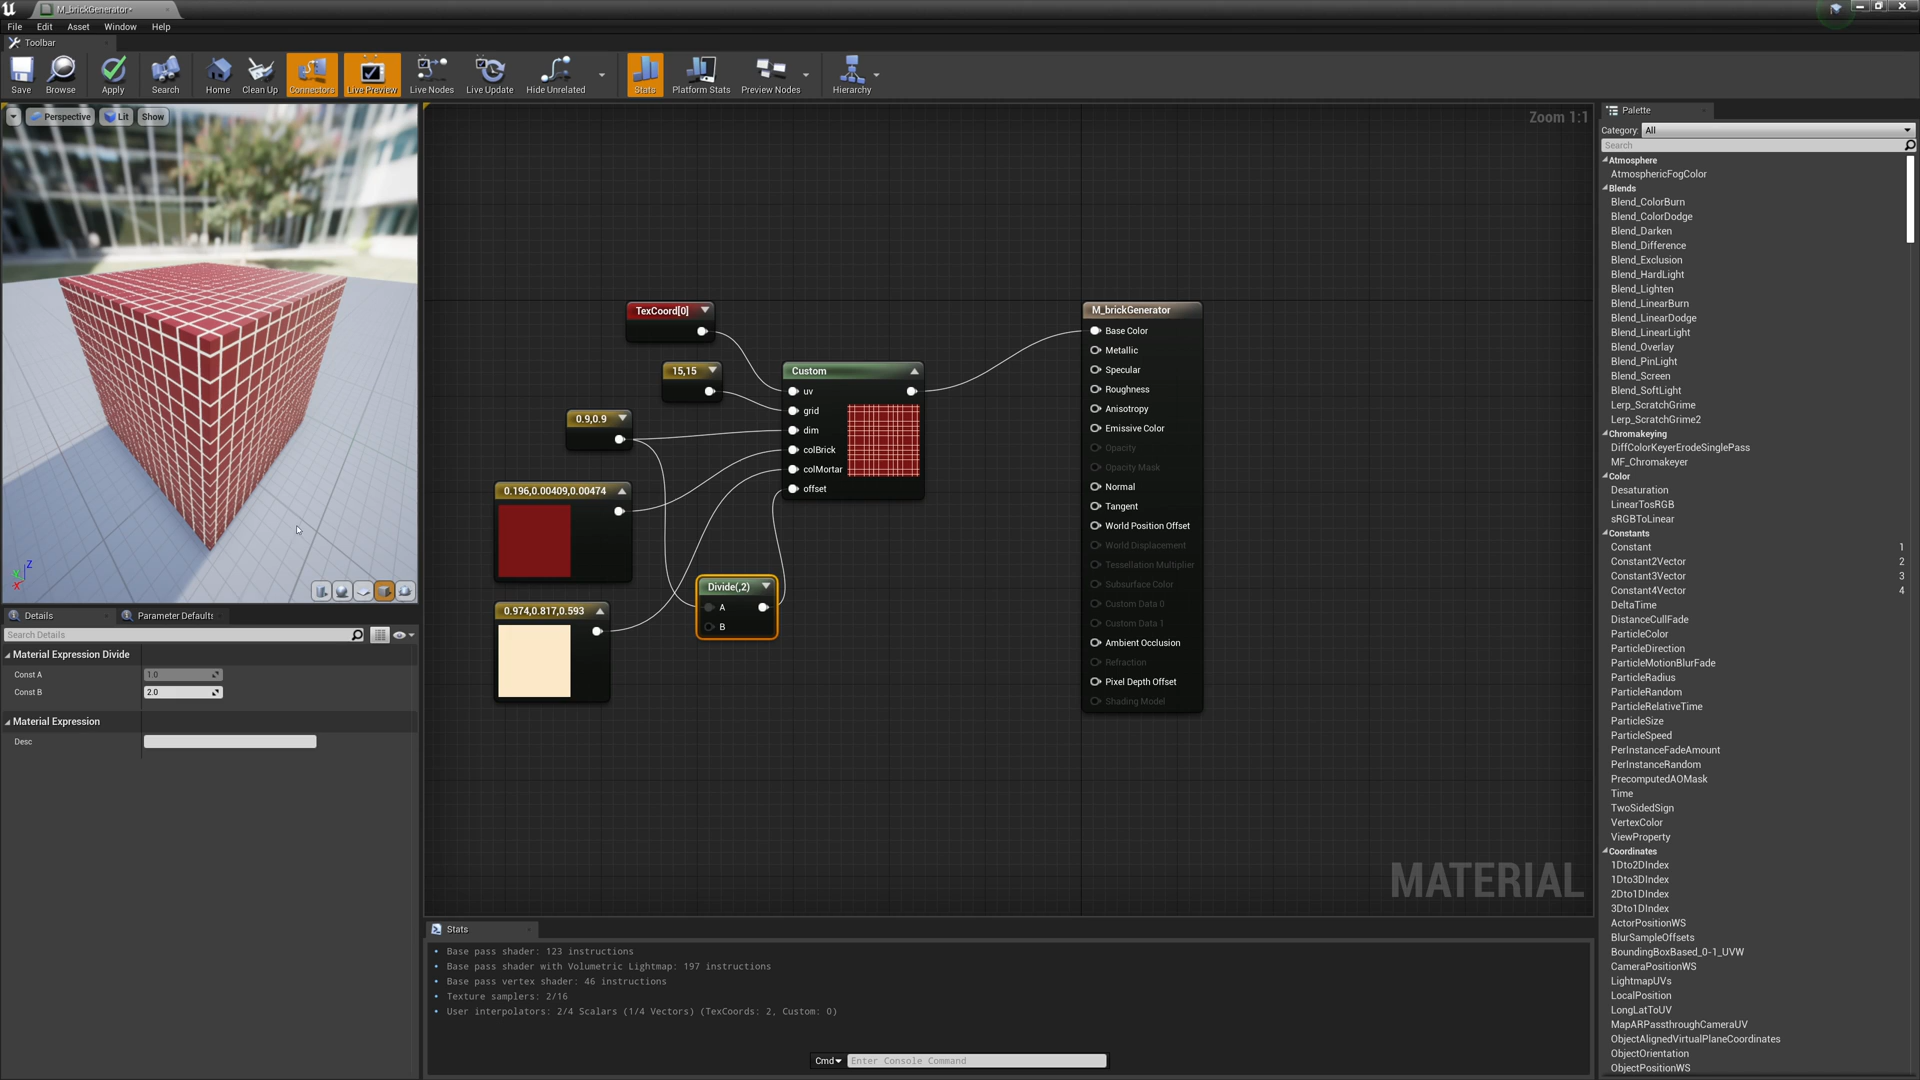 M_brickGenerator*
File Edit Asset Window Help
Toolbar
Save Browse Apply Search Home Clean Up Connectors Live Preview Live Nodes Live Update Hide Unrelated Stats Platform Stats Preview Nodes Hierarchy
Perspective Lit Show
Zoom 1:1
Z
Y
X
TexCoord[0]
15,15
0.9,0.9
0.196,0.00409,0.00474
0.974,0.817,0.593
Custom
uv
grid
dim
colBrick
colMortar
offset
Divide(,2)
A
B
M_brickGenerator
Base Color
Metallic
Specular
Roughness
Anisotropy
Emissive Color
Opacity
Opacity Mask
Normal
Tangent
World Position Offset
World Displacement
Tessellation Multiplier
Subsurface Color
Custom Data 0
Custom Data 1
Ambient Occlusion
Refraction
Pixel Depth Offset
Shading Model
MATERIAL
Details Parameter Defaults
Search Details
Material Expression Divide
Const A 1.0
Const B 2.0
Material Expression
Desc
Stats
Base pass shader: 123 instructions
Base pass shader with Volumetric Lightmap: 197 instructions
Base pass vertex shader: 46 instructions
Texture samplers: 2/16
User interpolators: 2/4 Scalars (1/4 Vectors) (TexCoords: 2, Custom: 0)
Cmd Enter Console Command
Palette
Category: All
Search
Atmosphere
AtmosphericFogColor
Blends
Blend_ColorBurn
Blend_ColorDodge
Blend_Darken
Blend_Difference
Blend_Exclusion
Blend_HardLight
Blend_Lighten
Blend_LinearBurn
Blend_LinearDodge
Blend_LinearLight
Blend_Overlay
Blend_PinLight
Blend_Screen
Blend_SoftLight
Lerp_ScratchGrime
Lerp_ScratchGrime2
Chromakeying
DiffColorKeyerErodeSinglePass
MF_Chromakeyer
Color
Desaturation
LinearTosRGB
sRGBToLinear
Constants
Constant 1
Constant2Vector 2
Constant3Vector 3
Constant4Vector 4
DeltaTime
DistanceCullFade
ParticleColor
ParticleDirection
ParticleMotionBlurFade
ParticleRadius
ParticleRandom
ParticleRelativeTime
ParticleSize
ParticleSpeed
PerInstanceFadeAmount
PerInstanceRandom
PrecomputedAOMask
Time
TwoSidedSign
VertexColor
ViewProperty
Coordinates
1Dto2DIndex
1Dto3DIndex
2Dto1DIndex
3Dto1DIndex
ActorPositionWS
BlurSampleOffsets
BoundingBoxBased_0-1_UVW
CameraPositionWS
LightmapUVs
LocalPosition
LongLatToUV
MapARPassthroughCameraUV
ObjectAlignedVirtualPlaneCoordinates
ObjectOrientation
ObjectPositionWS